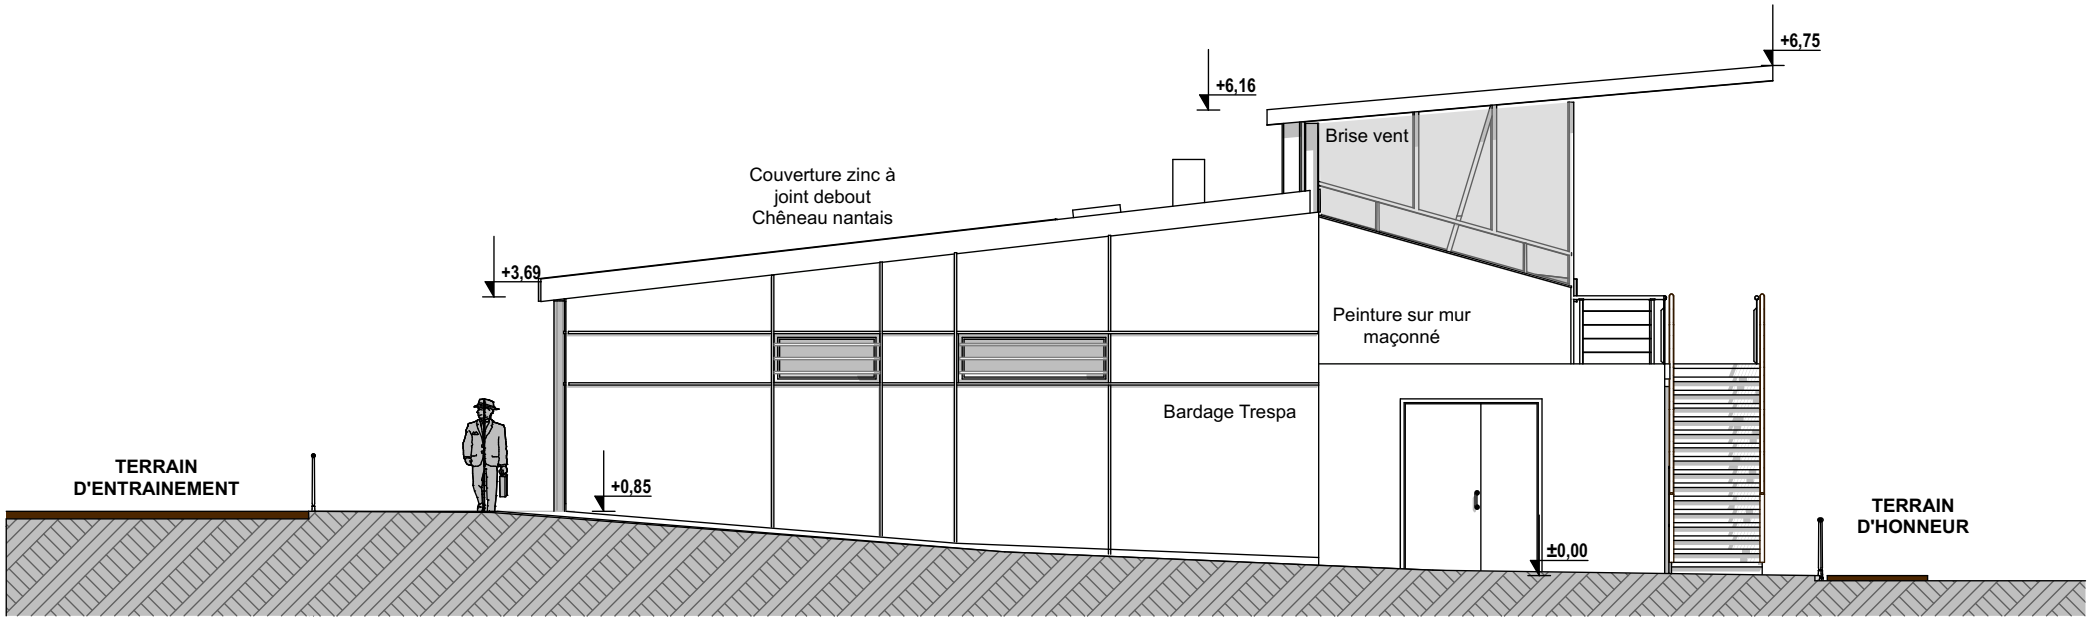 +6,75
+6,16
Brise vent
Couverture zinc à
joint debout
Chêneau nantais
+3,69
Peinture sur mur
maçonné
Bardage Trespa
TERRAIN
D'ENTRAINEMENT
+0,85
TERRAIN
D'HONNEUR
±0,00